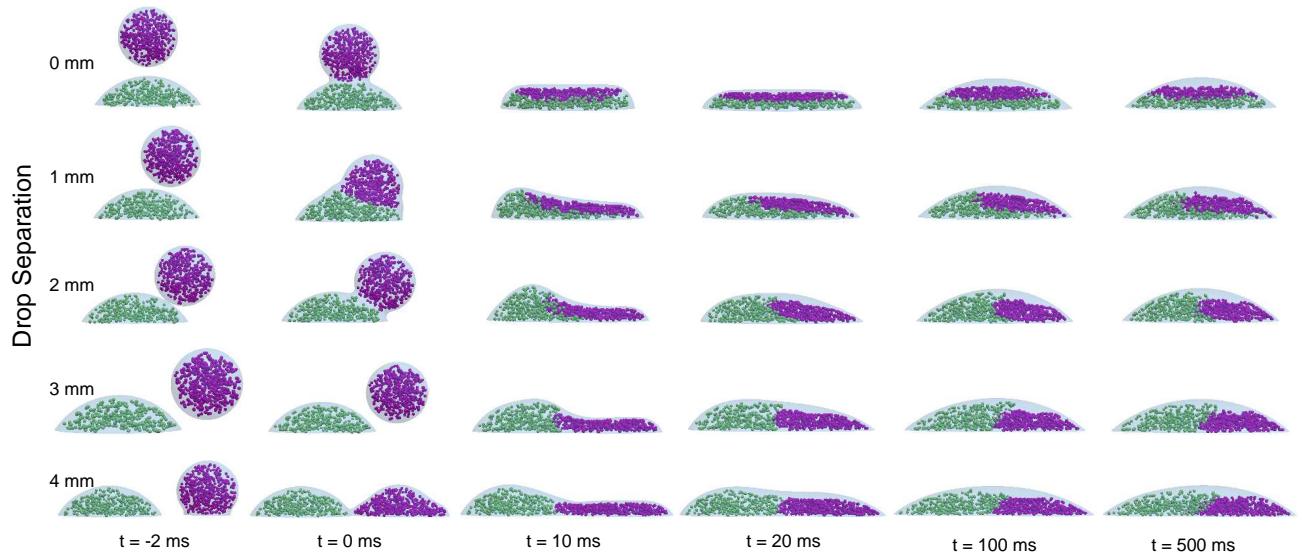 Drop Separation
0 mm
1 mm
2 mm
3 mm
4 mm
t = -2 ms
t = 0 ms
t = 10 ms
t = 20 ms
t = 100 ms
t = 500 ms